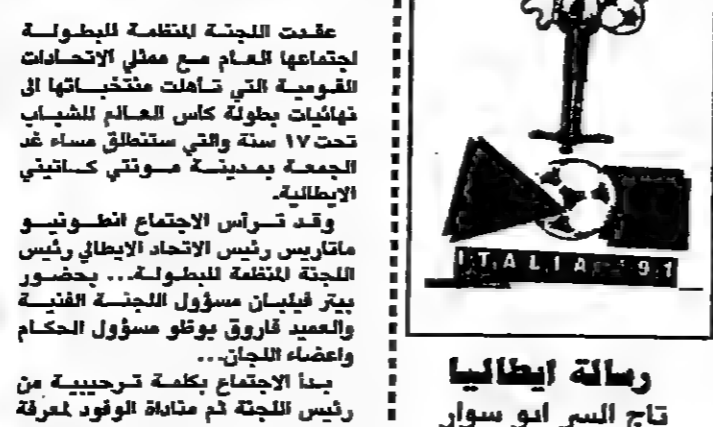 عقدت اللجنة المنظمة للبطولة
اجتماعها العام مع ممثلي الاتحادات
القومية التي تأهلت منتخباتها الى
نهائيات بطولة كأس العالم للشباب
تحت ١٧ سنة والتي ستنطلق مساء غد
الجمعة بمدينة مونتي كاتيني
الايطالية.
وقد ترأس الاجتماع انطونيو
ماتاريس رئيس الاتحاد الايطالي رئيس
اللجنة المنظمة للبطولة... بحضور
بيتر فيلبان مسؤول اللجنة الفنية
والعميد فاروق بوظو مسؤول الحكام
واعضاء اللجان...
بدأ الاجتماع بكلمة ترحيبية من
رئيس اللجنة ثم مناداة الوفود لمعرفة
ITALIA 91
رسالة ايطاليا
تاج السر ابو سوار